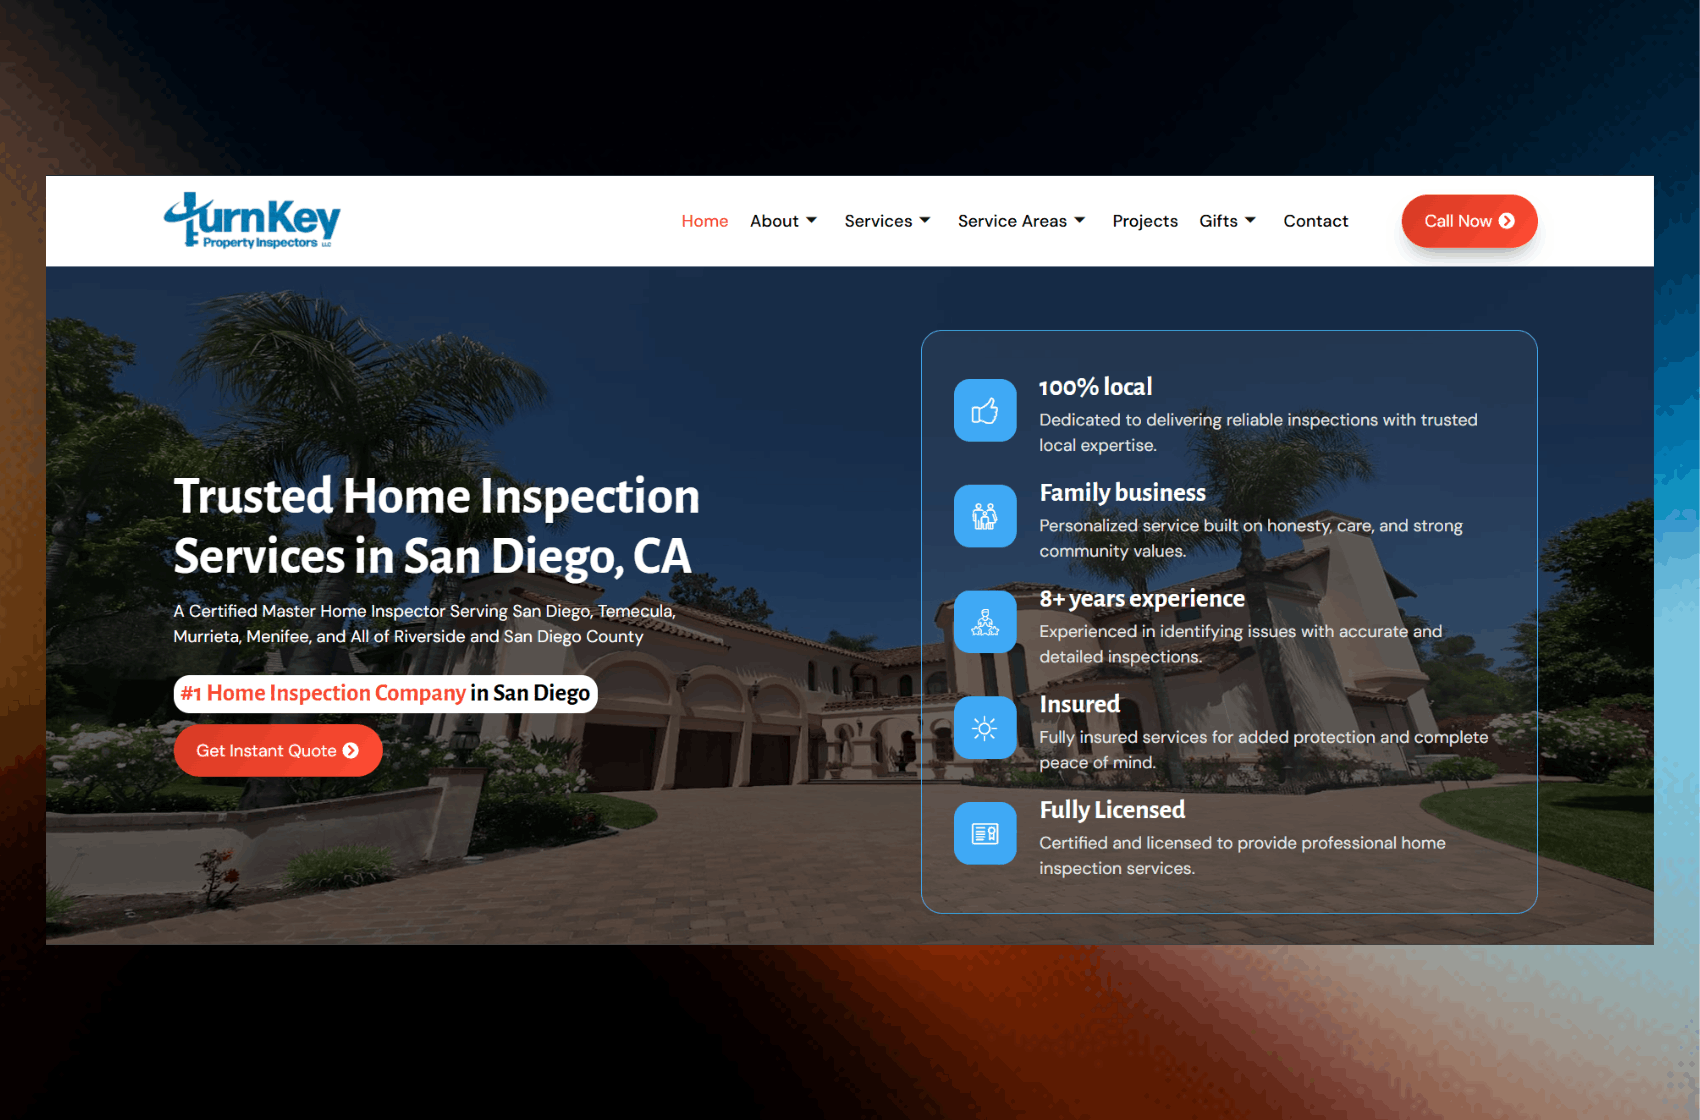 turnKey
Property Inspectors LLC
Home
About
Services
Service Areas
Projects
Gifts
Contact
Call Now
Trusted Home Inspection
Services in San Diego, CA
A Certified Master Home Inspector Serving San Diego, Temecula,
Murrieta, Menifee, and All of Riverside and San Diego County
#1 Home Inspection Company in San Diego
Get Instant Quote
100% local
Dedicated to delivering reliable inspections with trusted
local expertise.
Family business
Personalized service built on honesty, care, and strong
community values.
8+ years experience
Experienced in identifying issues with accurate and
detailed inspections.
Insured
Fully insured services for added protection and complete
peace of mind.
Fully Licensed
Certified and licensed to provide professional home
inspection services.